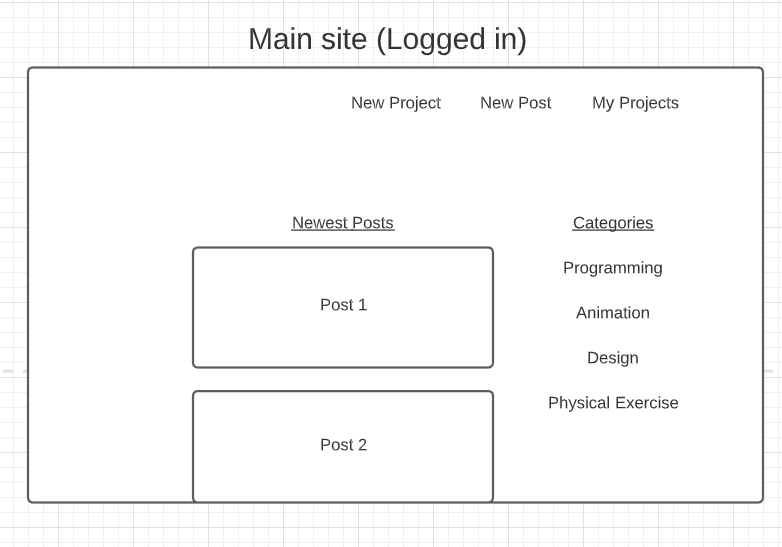 Main site (Logged in)
New Project New Post My Projects
Newest Posts
Post 1
Post 2
Categories
Programming
Animation
Design
Physical Exercise